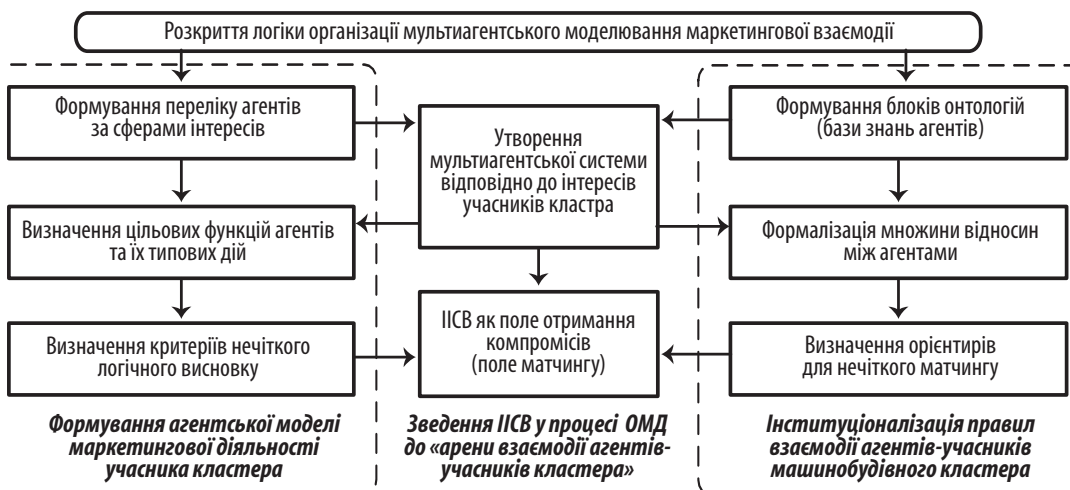 Розкриття логіки організації мультиагентського моделювання маркетингової взаємодії
Формування переліку агентів
за сферами інтересів
Визначення цільових функцій агентів
та їх типових дій
Визначення критеріїв нечіткого
логічного висновку
Формування агентської моделі
маркетингової діяльності
учасника кластера
Утворення
мультиагентської системи
відповідно до інтересів
учасників кластра
ІІСВ як поле отримання
компромісів
(поле матчингу)
Зведення ІІСВ у процесі ОМД
до «арени взаємодії агентів-
учасників кластера»
Формування блоків онтологій
(бази знань агентів)
Формалізація множини відносин
між агентами
Визначення орієнтирів
для нечіткого матчингу
Інституціоналізація правил
взаємодії агентів-учасників
машинобудівного кластера